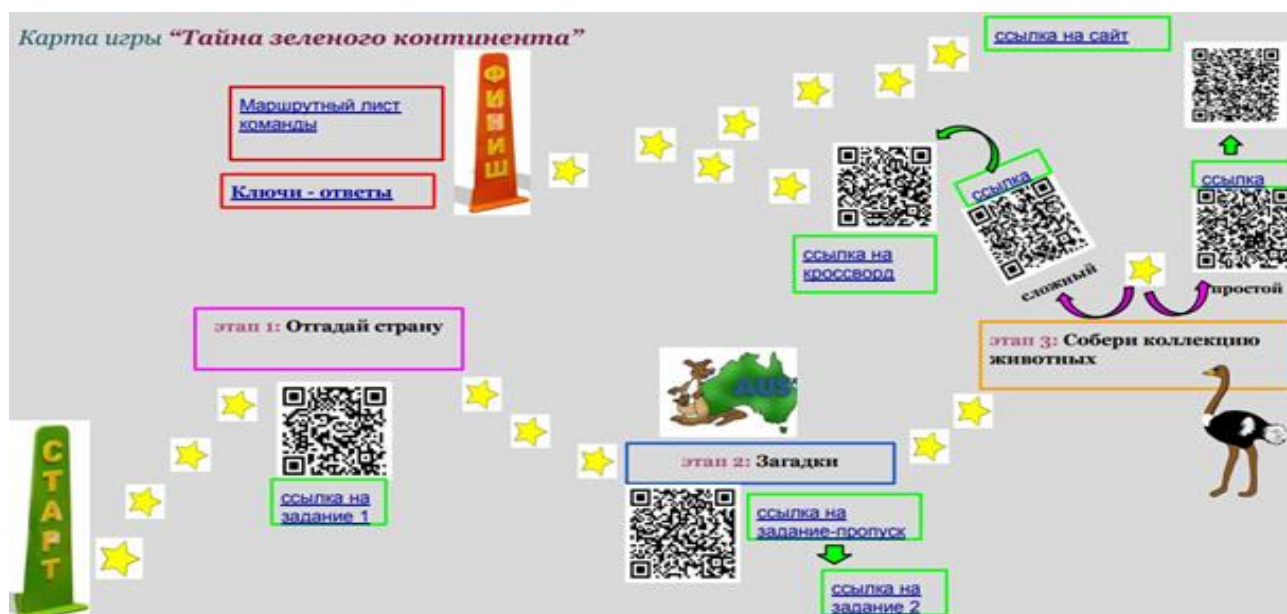 Карта игры “Тайна зеленого континента”
ссылка на сайт
Маршрутный лист
команды
ФИНИШ
Ключи - ответы
ссылка
ссылка
ссылка на
кроссворд
сложный
простой
этап 1: Отгадай страну
этап 3: Собери коллекцию
животных
AUS
СТАРТ
этап 2: Загадки
ссылка на
задание 1
ссылка на
задание-пропуск
ссылка на
задание 2